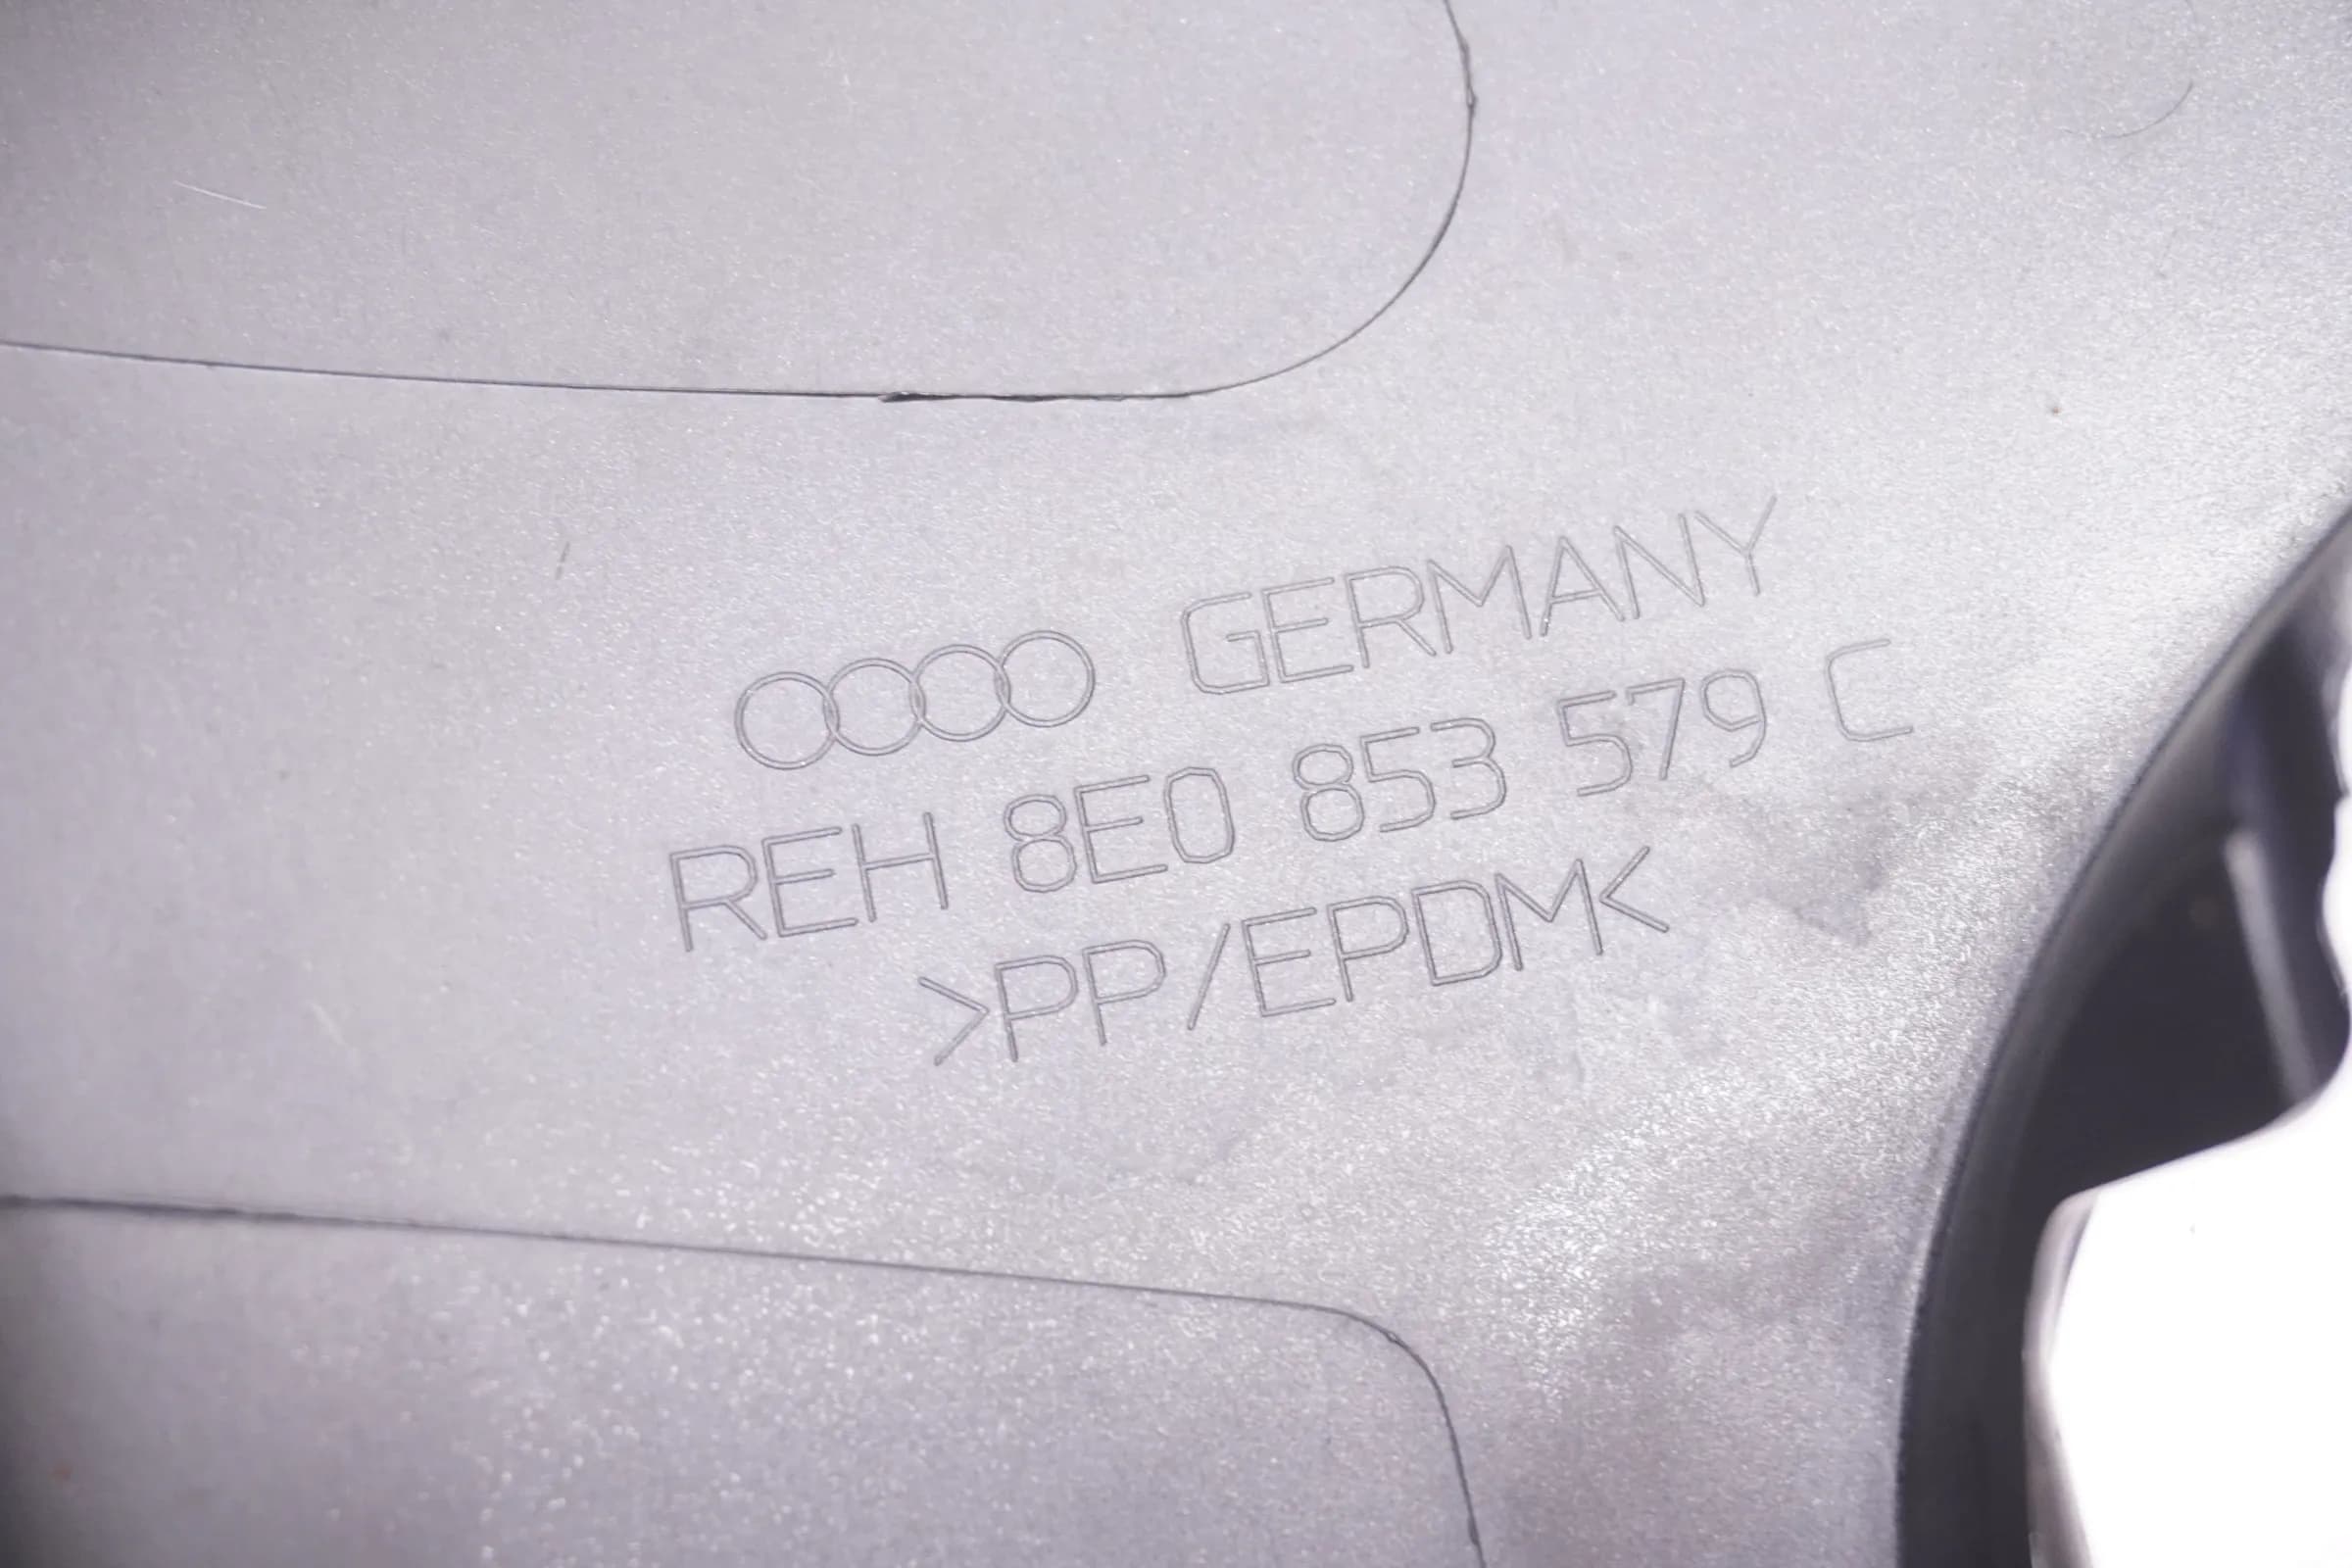 GERMANY
REH 8E0 853 579 C
>PP/EPDM<